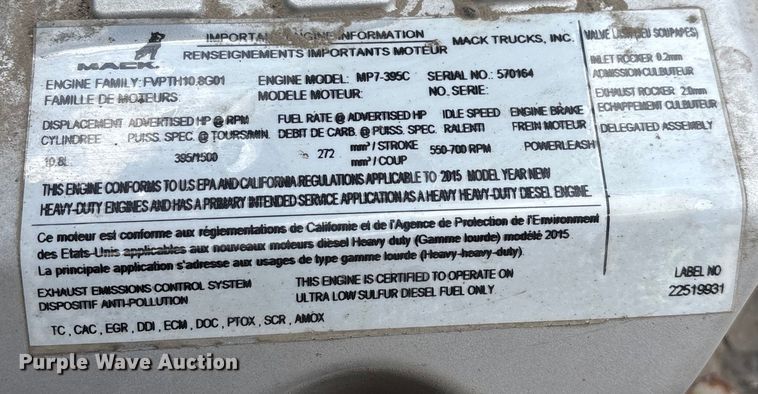 IMPORTANT ENGINE INFORMATION
RENSEIGNEMENTS IMPORTANTS MOTEUR
MACK TRUCKS, INC.
MACK.
ENGINE FAMILY: FVPTH10.8G01 ENGINE MODEL: MP7-395C SERIAL NO.: 570164
FAMILLE DE MOTEURS: MODELE MOTEUR: NO. SERIE:
DISPLACEMENT ADVERTISED HP @ RPM FUEL RATE @ ADVERTISED HP IDLE SPEED ENGINE BRAKE
CYLINDREE PUISS. SPEC. @ TOURS/MIN. DEBIT DE CARB. @ PUISS. SPEC. RALENTI FREIN MOTEUR
10.8L 395/1500 272 mm³ / STROKE 550-700 RPM POWERLEASH
mm³ / COUP
THIS ENGINE CONFORMS TO U.S EPA AND CALIFORNIA REGULATIONS APPLICABLE TO 2015 MODEL YEAR NEW
HEAVY-DUTY ENGINES AND HAS A PRIMARY INTENDED SERVICE APPLICATION AS A HEAVY HEAVY-DUTY DIESEL ENGINE.
Ce moteur est conforme aux réglementations de Californie et de l'Agence de Protection de l'Environment
des Etats-Unis applicables aux nouveaux moteurs diesel Heavy duty (Gamme lourde) modélé 2015
La principale application s'adresse aux usages de type gamme lourde (Heavy-heavy-duty).
EXHAUST EMISSIONS CONTROL SYSTEM THIS ENGINE IS CERTIFIED TO OPERATE ON
DISPOSITIF ANTI-POLLUTION ULTRA LOW SULFUR DIESEL FUEL ONLY
TC , CAC , EGR , DDI , ECM , DOC , PTOX , SCR , AMOX
VALVE LASH (JEU SOUPAPES)
INLET ROCKER 0.2mm
ADMISSION CULBUTEUR
EXHAUST ROCKER 2.0mm
ECHAPPEMENT CULBUTEUR
DELEGATED ASSEMBLY
LABEL NO
22519931
Purple Wave Auction